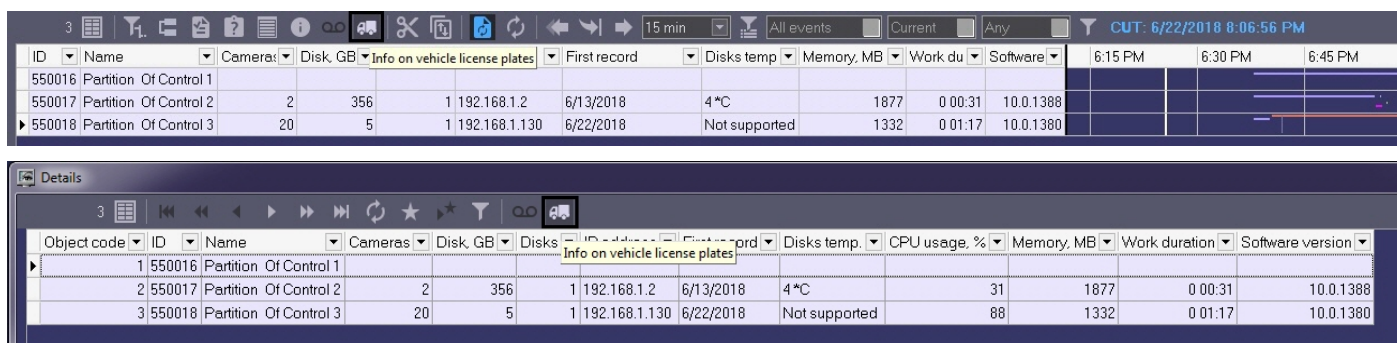 3 15 min All events Current Any CUT: 6/22/2018 8:06:56 PM
ID Name Cameras Disk, GB Info on vehicle license plates First record Disks temp Memory, MB Work du Software 6:15 PM 6:30 PM 6:45 PM
550016 Partition Of Control 1
550017 Partition Of Control 2 2 356 1 192.168.1.2 6/13/2018 4 *C 1877 0 00:31 10.0.1388
550018 Partition Of Control 3 20 5 1 192.168.1.130 6/22/2018 Not supported 1332 0 01:17 10.0.1380
Details
3
Object code ID Name Cameras Disk, GB Disks IP address First record Disks temp. CPU usage, % Memory, MB Work duration Software version
Info on vehicle license plates
1 550016 Partition Of Control 1
2 550017 Partition Of Control 2 2 356 1 192.168.1.2 6/13/2018 4 *C 31 1877 0 00:31 10.0.1388
3 550018 Partition Of Control 3 20 5 1 192.168.1.130 6/22/2018 Not supported 88 1332 0 01:17 10.0.1380